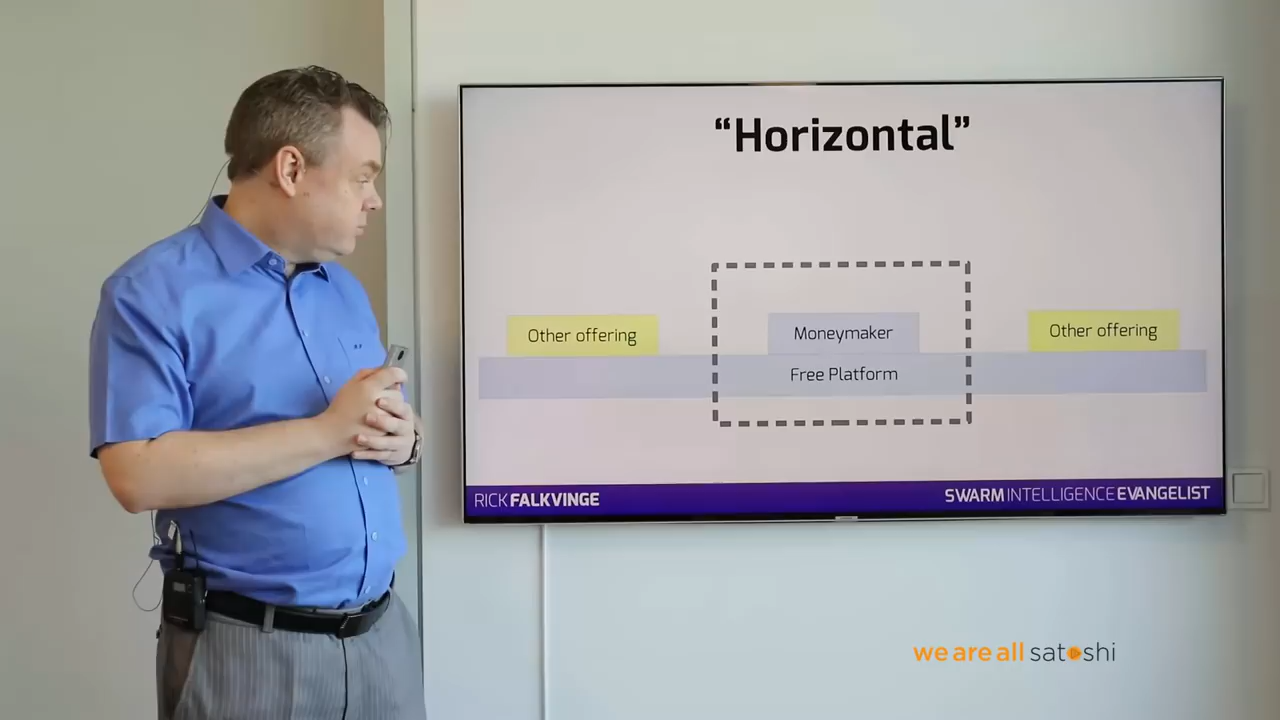 “Horizontal”
Other offering
Moneymaker
Other offering
Free Platform
RICK FALKVINGE
SWARM INTELLIGENCE EVANGELIST
we are all satoshi